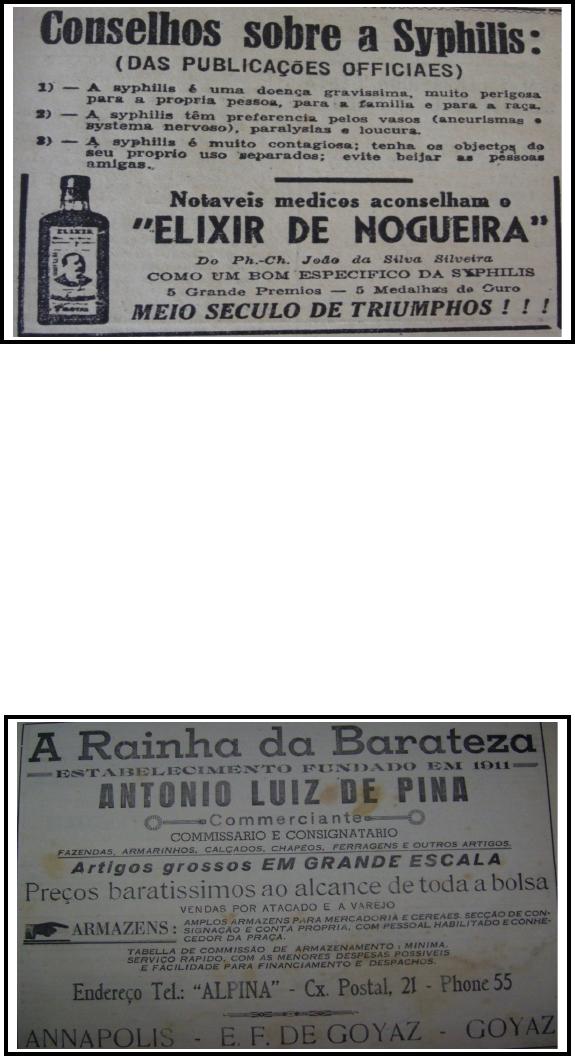 Conselhos sobre a Syphilis:
(DAS PUBLICAÇÕES OFFICIAES)
1) — A syphilis é uma doença gravissima, muito perigosa
para a propria pessoa, para a familia e para a raça.
2) — A syphilis têm preferencia pelos vasos (aneurismas e
systema nervoso), paralysias e loucura.
3) — A syphilis é muito contagiosa; tenha os objectos de
seu proprio uso separados; evite beijar as pessoas
amigas.
Notaveis medicos aconselham o
"ELIXIR DE NOGUEIRA"
Do Ph.-Ch. João da Silva Silveira
COMO UM BOM ESPECIFICO DA SYPHILIS
5 Grande Premios — 5 Medalhas de Ouro
MEIO SECULO DE TRIUMPHOS ! ! !
ELIXIR
A Rainha da Barateza
ESTABELECIMENTO FUNDADO EM 1911
ANTONIO LUIZ DE PINA
Commerciante
COMMISSARIO E CONSIGNATARIO
FAZENDAS, ARMARINHOS, CALÇADOS, CHAPÉOS, FERRAGENS E OUTROS ARTIGOS.
Artigos grossos EM GRANDE ESCALA
Preços baratissimos ao alcance de toda a bolsa
VENDAS POR ATACADO E A VAREJO
ARMAZENS: AMPLOS ARMAZENS PARA MERCADORIA E CEREAES. SECÇÃO DE CON-
SIGNAÇÃO E CONTA PROPRIA, COM PESSOAL HABILITADO E CONHE-
CEDOR DA PRAÇA.
TABELLA DE COMMISSÃO DE ARMAZENAMENTO: MINIMA.
SERVIÇO RAPIDO, COM AS MENORES DESPESAS POSSIVEIS
E FACILIDADE PARA FINANCIAMENTO E DESPACHOS.
Endereço Tel.: "ALPINA" - Cx. Postal, 21 - Phone 55
ANNAPOLIS - E. F. DE GOYAZ - GOYAZ